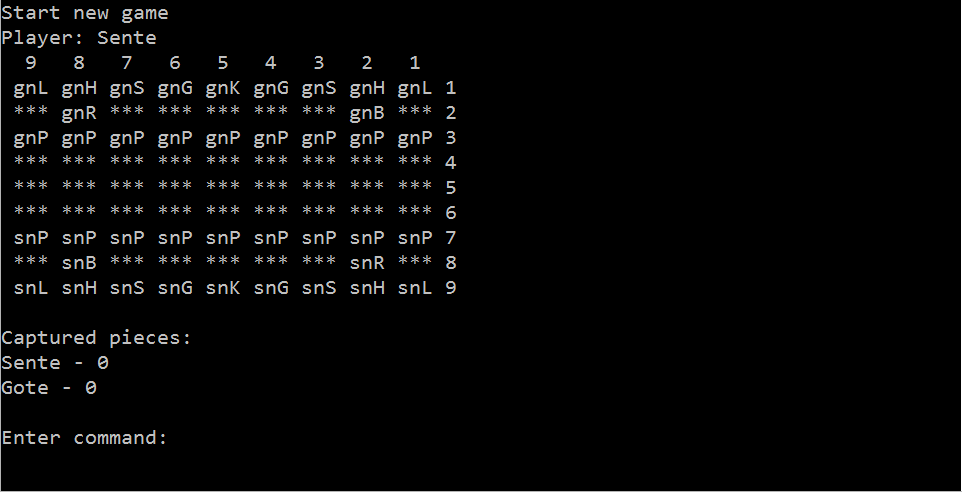 Start new game
Player: Sente
9 8 7 6 5 4 3 2 1
gnL gnH gnS gnG gnK gnG gnS gnH gnL 1
*** gnR *** *** *** *** *** gnB *** 2
gnP gnP gnP gnP gnP gnP gnP gnP gnP 3
*** *** *** *** *** *** *** *** *** 4
*** *** *** *** *** *** *** *** *** 5
*** *** *** *** *** *** *** *** *** 6
snP snP snP snP snP snP snP snP snP 7
*** snB *** *** *** *** *** snR *** 8
snL snH snS snG snK snG snS snH snL 9
Captured pieces:
Sente - 0
Gote - 0
Enter command: